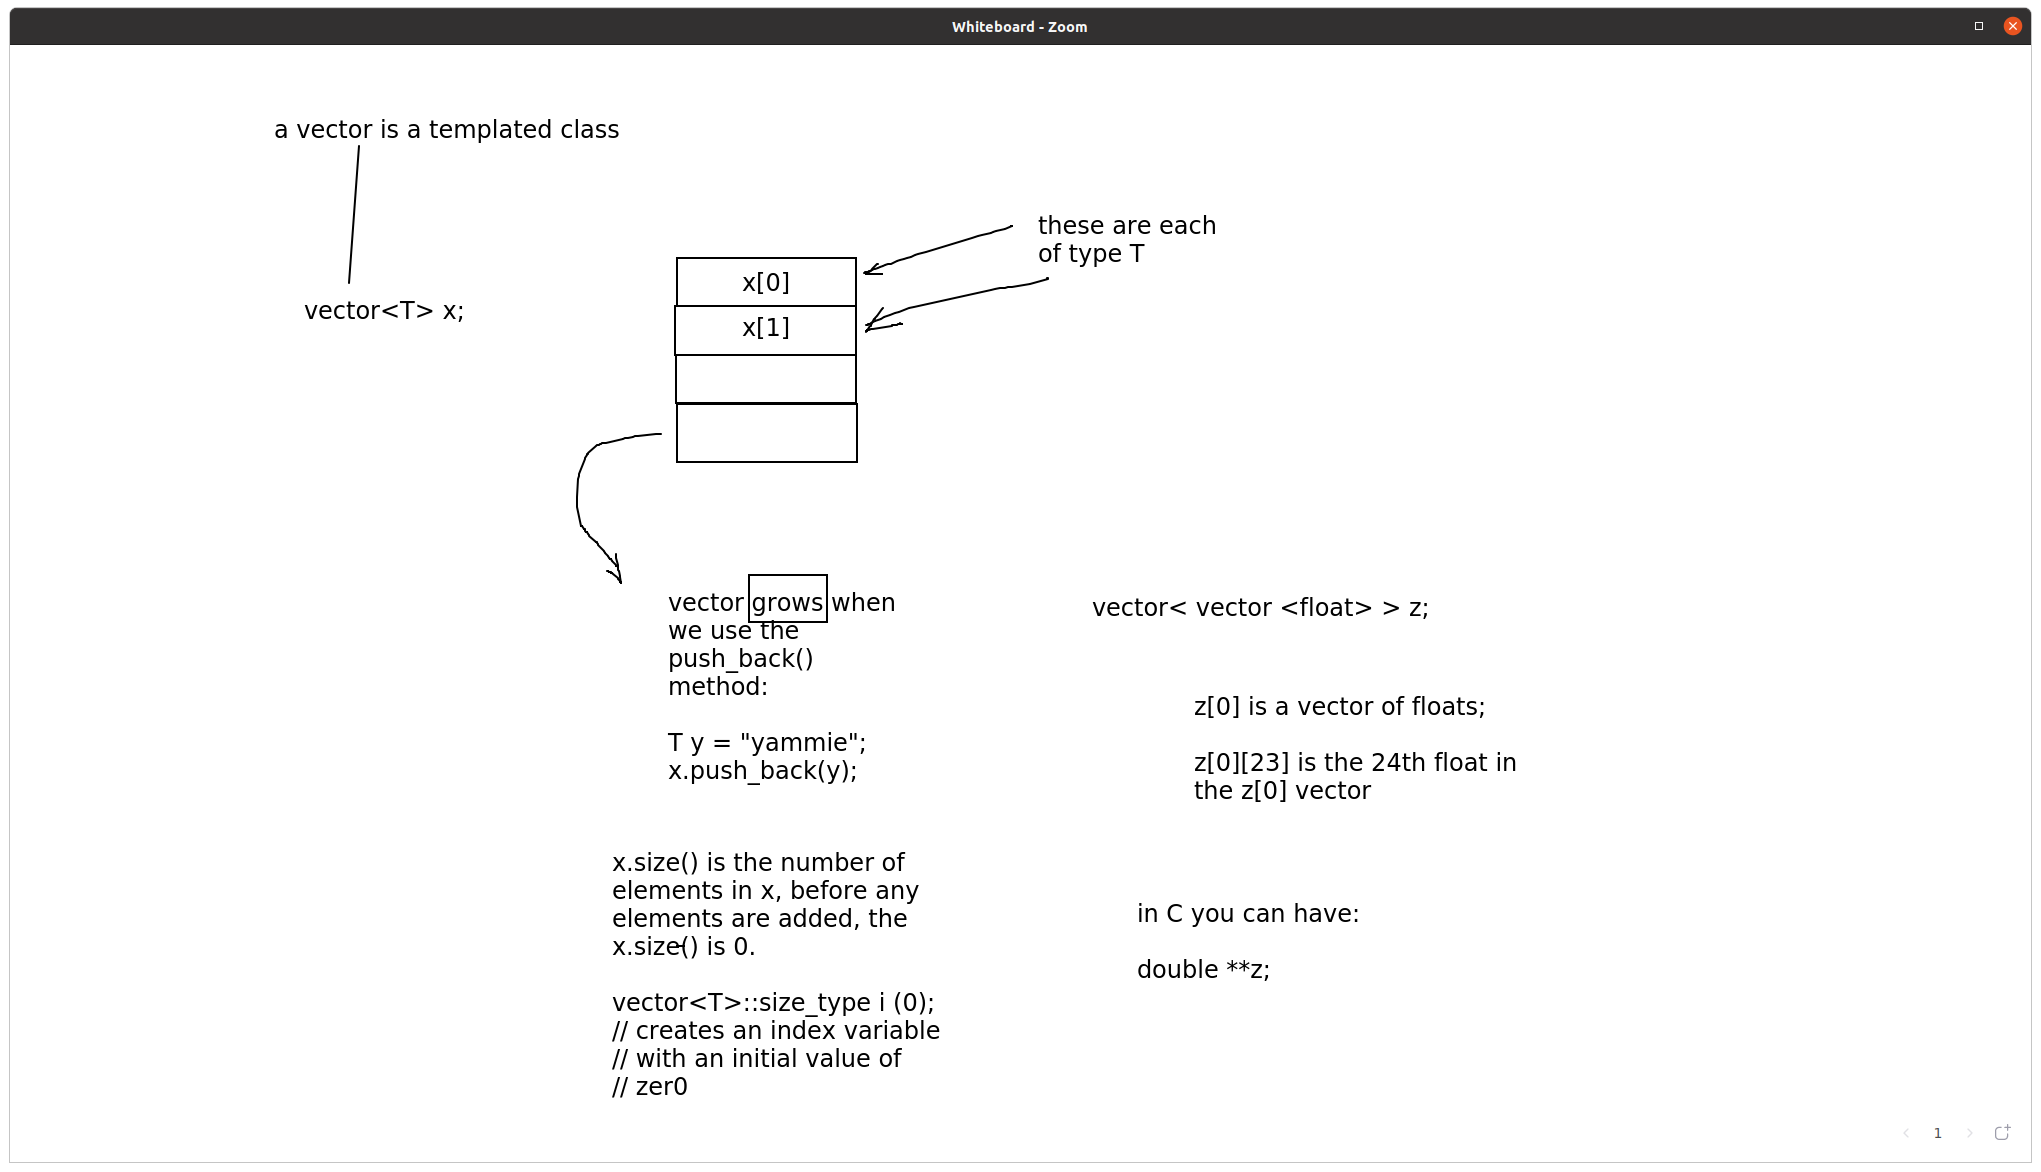 Whiteboard - Zoom
a vector is a templated class
these are each
of type T
x[0]
vector<T> x;
x[1]
vector grows when
we use the
push_back()
method:
T y = "yammie";
x.push_back(y);
x.size() is the number of
elements in x, before any
elements are added, the
x.size() is 0.
vector<T>::size_type i (0);
// creates an index variable
// with an initial value of
// zer0
vector< vector <float> > z;
z[0] is a vector of floats;
z[0][23] is the 24th float in
the z[0] vector
in C you can have:
double **z;
1